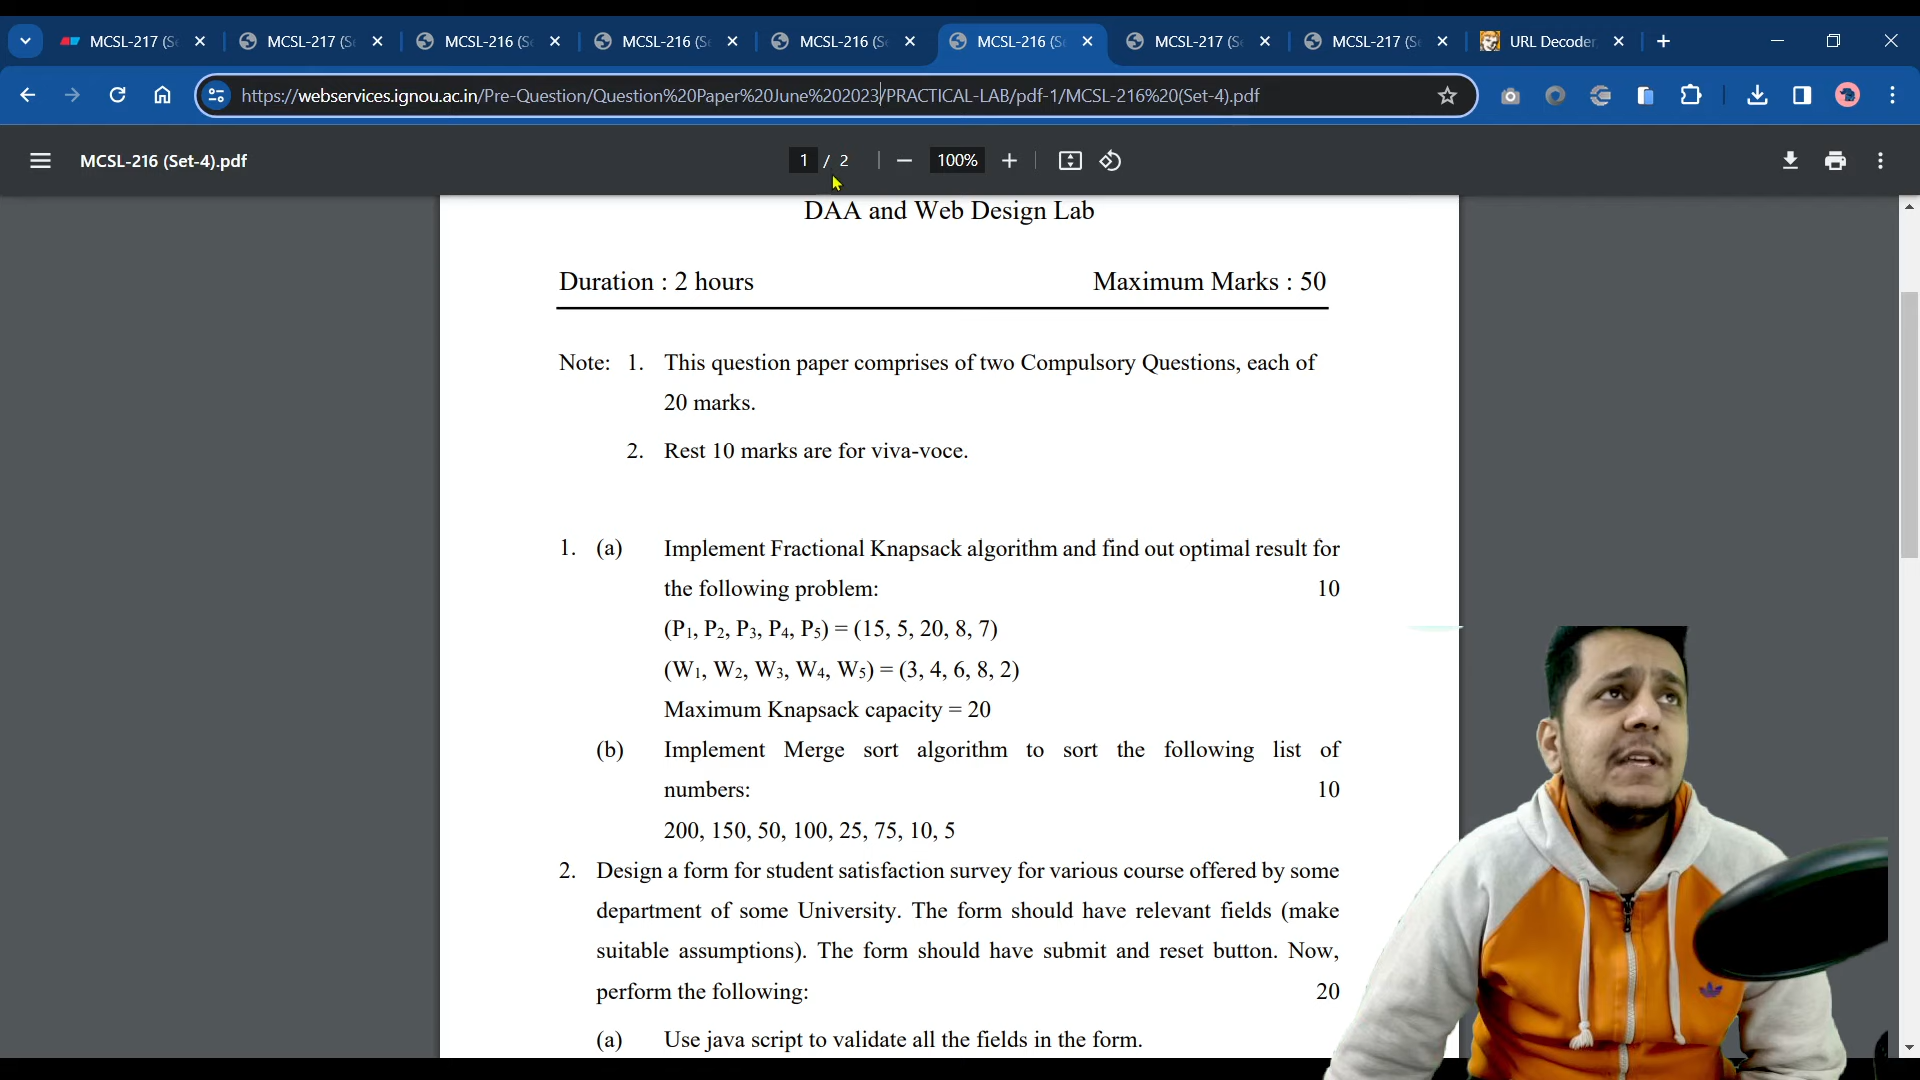 MCSL-217 (S
MCSL-217 (S
MCSL-216 (S
MCSL-216 (S
MCSL-216 (S
MCSL-216 (S
MCSL-217 (S
MCSL-217 (S
URL Decoder
https://webservices.ignou.ac.in/Pre-Question/Question%20Paper%20June%202023/PRACTICAL-LAB/pdf-1/MCSL-216%20(Set-4).pdf
MCSL-216 (Set-4).pdf
1 / 2
100%
DAA and Web Design Lab
Duration : 2 hours Maximum Marks : 50
Note: 1. This question paper comprises of two Compulsory Questions, each of
20 marks.
2. Rest 10 marks are for viva-voce.
1. (a) Implement Fractional Knapsack algorithm and find out optimal result for
the following problem: 10
(P1, P2, P3, P4, P5) = (15, 5, 20, 8, 7)
(W1, W2, W3, W4, W5) = (3, 4, 6, 8, 2)
Maximum Knapsack capacity = 20
(b) Implement Merge sort algorithm to sort the following list of
numbers: 10
200, 150, 50, 100, 25, 75, 10, 5
2. Design a form for student satisfaction survey for various course offered by some
department of some University. The form should have relevant fields (make
suitable assumptions). The form should have submit and reset button. Now,
perform the following: 20
(a) Use java script to validate all the fields in the form.